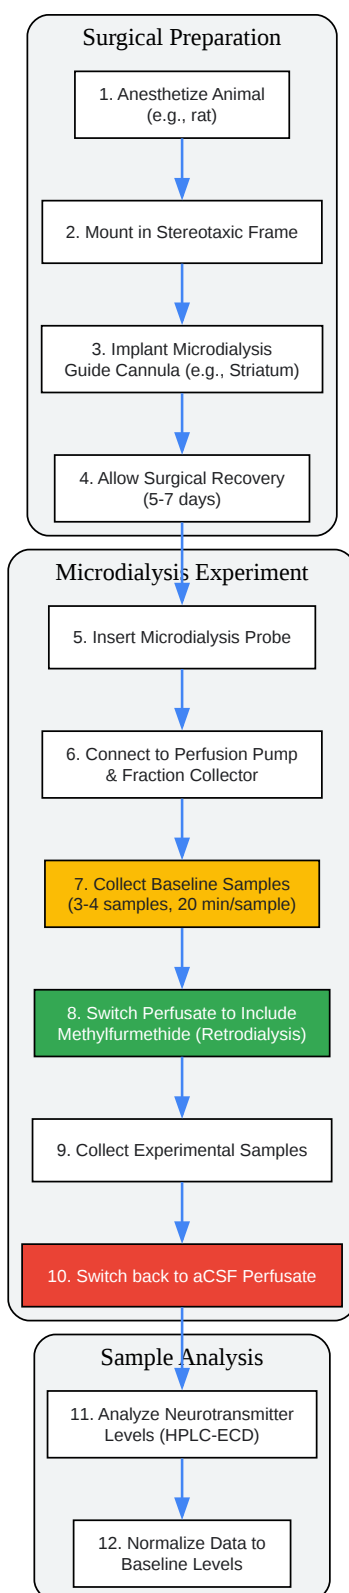 Surgical Preparation
1. Anesthetize Animal
(e.g., rat)
2. Mount in Stereotaxic Frame
3. Implant Microdialysis
Guide Cannula (e.g., Striatum)
4. Allow Surgical Recovery
(5-7 days)
Microdialysis Experiment
5. Insert Microdialysis Probe
6. Connect to Perfusion Pump
& Fraction Collector
7. Collect Baseline Samples
(3-4 samples, 20 min/sample)
8. Switch Perfusate to Include
Methylfurmethide (Retrodialysis)
9. Collect Experimental Samples
10. Switch back to aCSF Perfusate
Sample Analysis
11. Analyze Neurotransmitter
Levels (HPLC-ECD)
12. Normalize Data to
Baseline Levels